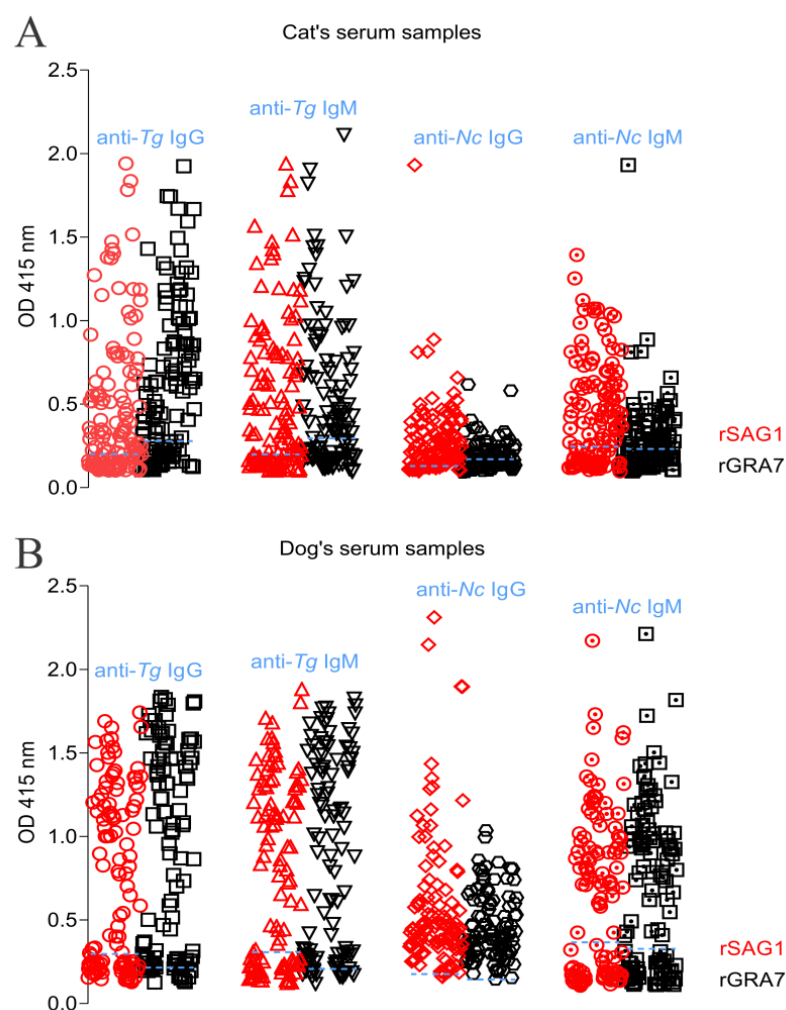 A
Cat's serum samples
2.5
anti-Tg IgM
anti-Tg IgG
anti-Nc IgG
anti-Nc IgM
2.0
1.5
OD 415 nm
1.0
0.5
rSAG1
rGRA7
0.0
B
Dog's serum samples
2.5
anti-Nc IgG
anti-Nc IgM
anti-Tg IgG
anti-Tg IgM
2.0
1.5
OD 415 nm
1.0
0.5
rSAG1
rGRA7
0.0